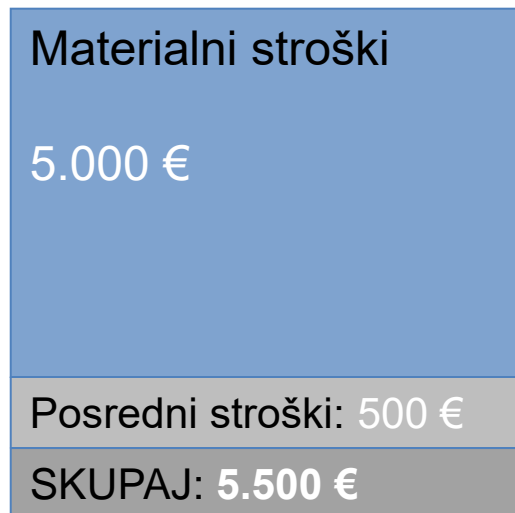 Materialni stroški
5.000 €
Posredni stroški: 500 €
SKUPAJ: 5.500 €